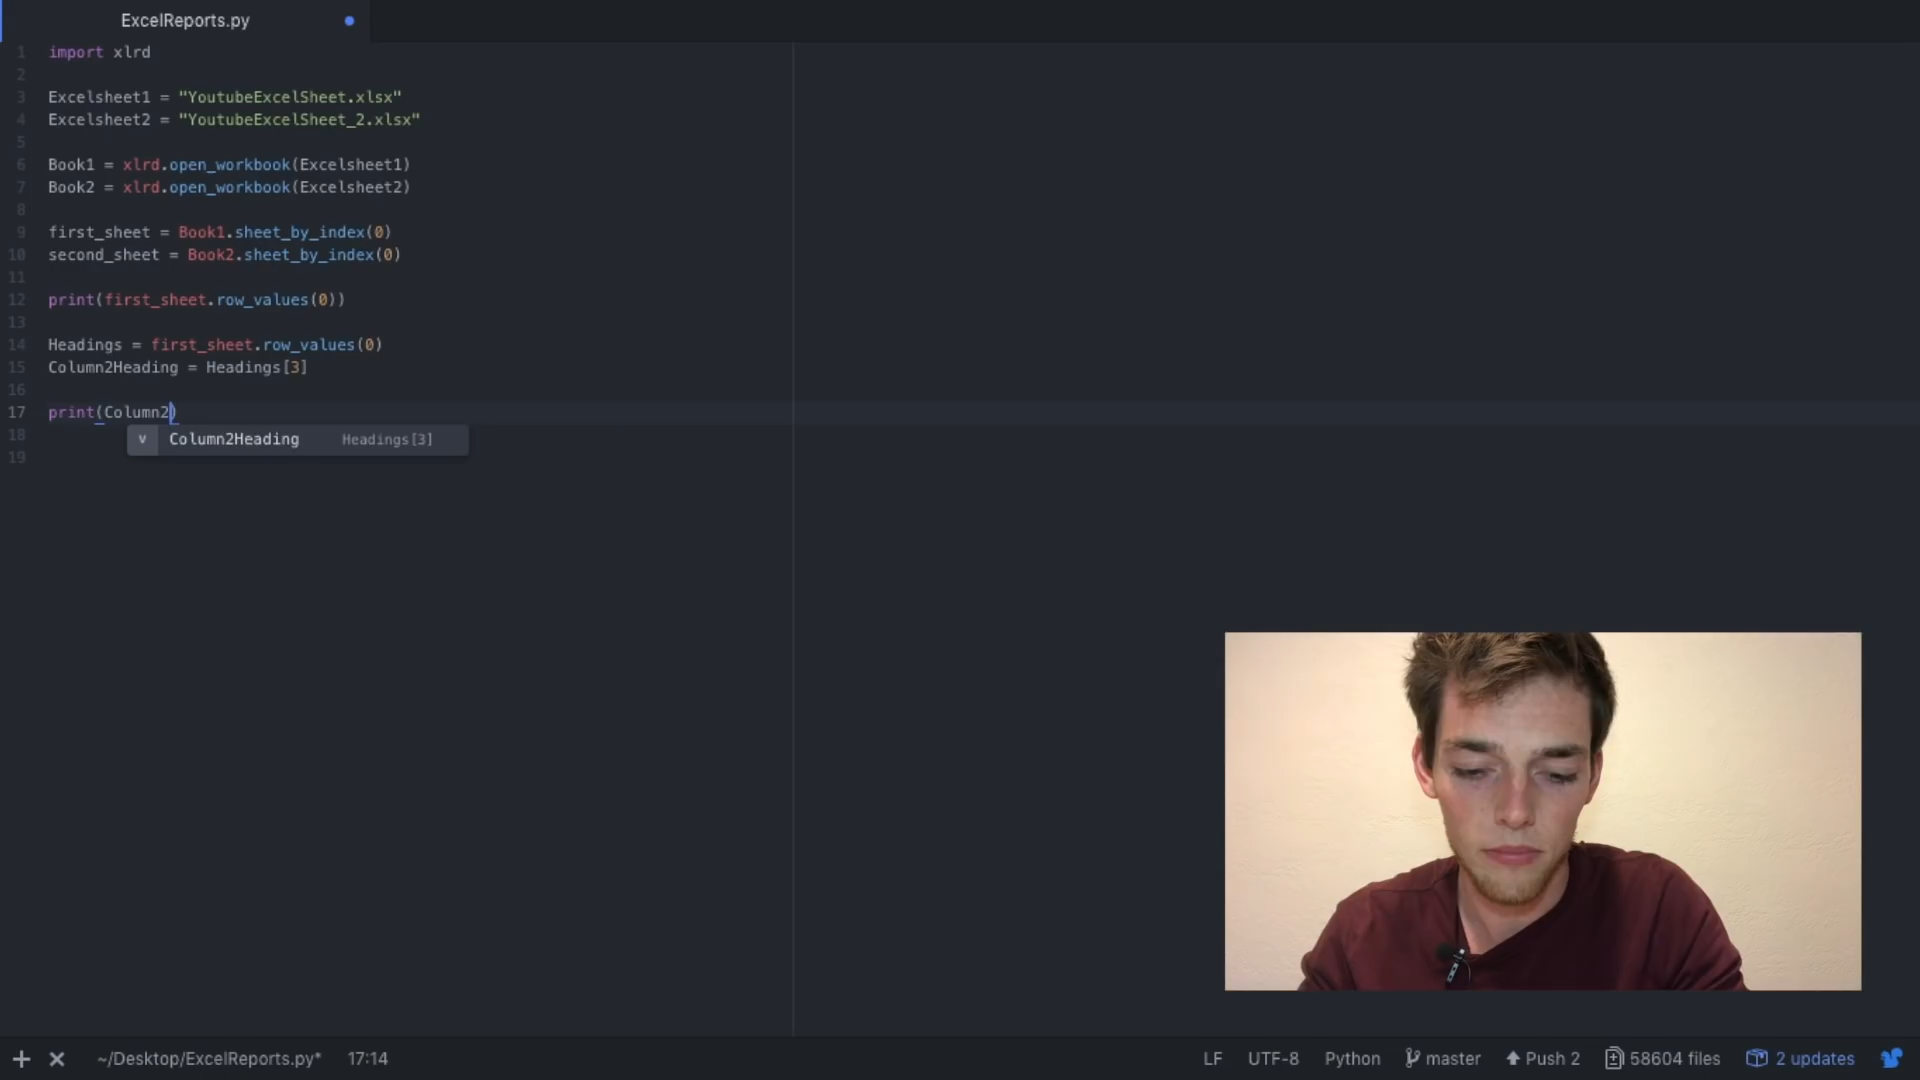 ExcelReports.py
1 import xlrd
2
3 Excelsheet1 = "YoutubeExcelSheet.xlsx"
4 Excelsheet2 = "YoutubeExcelSheet_2.xlsx"
5
6 Book1 = xlrd.open_workbook(Excelsheet1)
7 Book2 = xlrd.open_workbook(Excelsheet2)
8
9 first_sheet = Book1.sheet_by_index(0)
10 second_sheet = Book2.sheet_by_index(0)
11
12 print(first_sheet.row_values(0))
13
14 Headings = first_sheet.row_values(0)
15 Column2Heading = Headings[3]
16
17 print(Column2)
18
v Column2Heading Headings[3]
19
~/Desktop/ExcelReports.py* 17:14 LF UTF-8 Python master Push 2 58604 files 2 updates